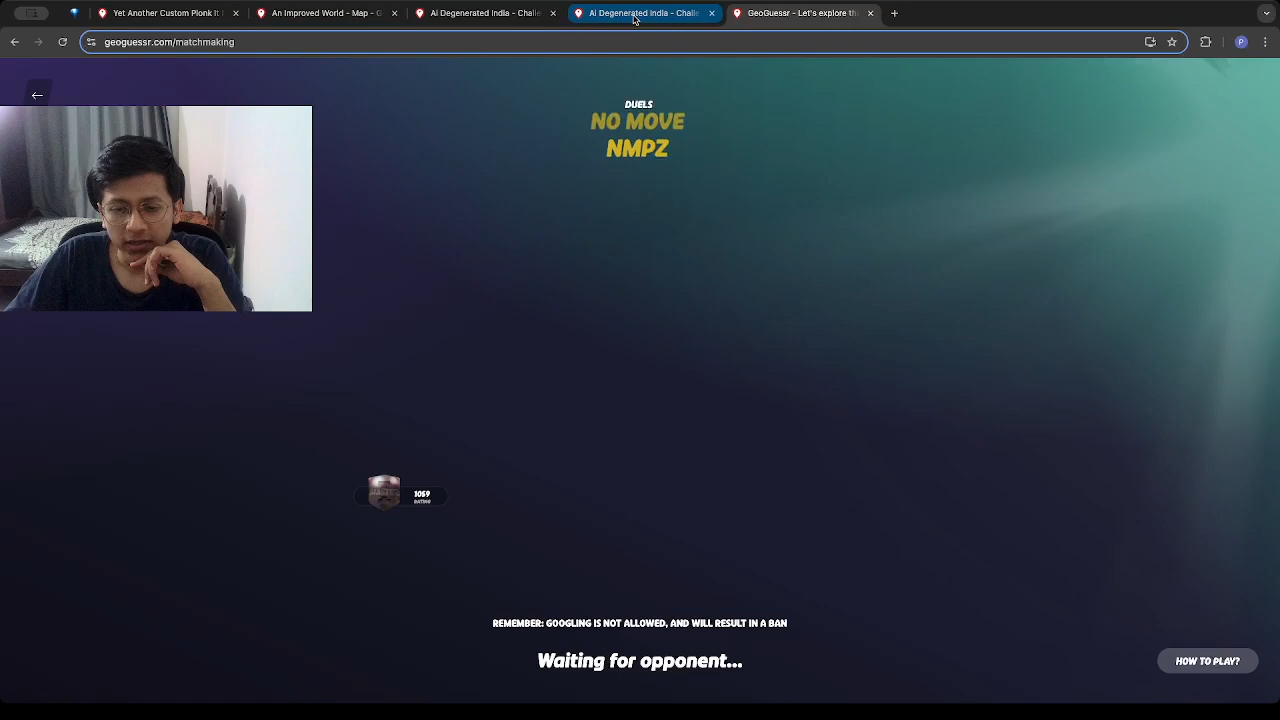 Yet Another Custom Plonk It
An Improved World - Map - G
Ai Degenerated India - Challe
Ai Degenerated India - Challe
GeoGuessr - Let's explore th
geoguessr.com/matchmaking
P
DUELS
NO MOVE
NMPZ
1059
RATING
REMEMBER: GOOGLING IS NOT ALLOWED, AND WILL RESULT IN A BAN
Waiting for opponent...
HOW TO PLAY?